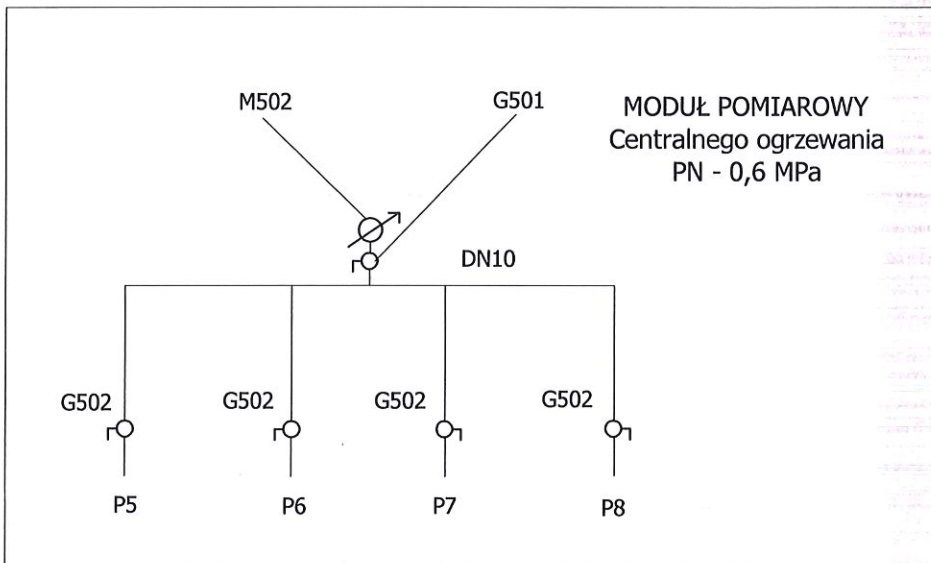 M502
G501
MODUŁ POMIAROWY
Centralnego ogrzewania
PN - 0,6 MPa
DN10
G502
G502
G502
G502
P5
P6
P7
P8